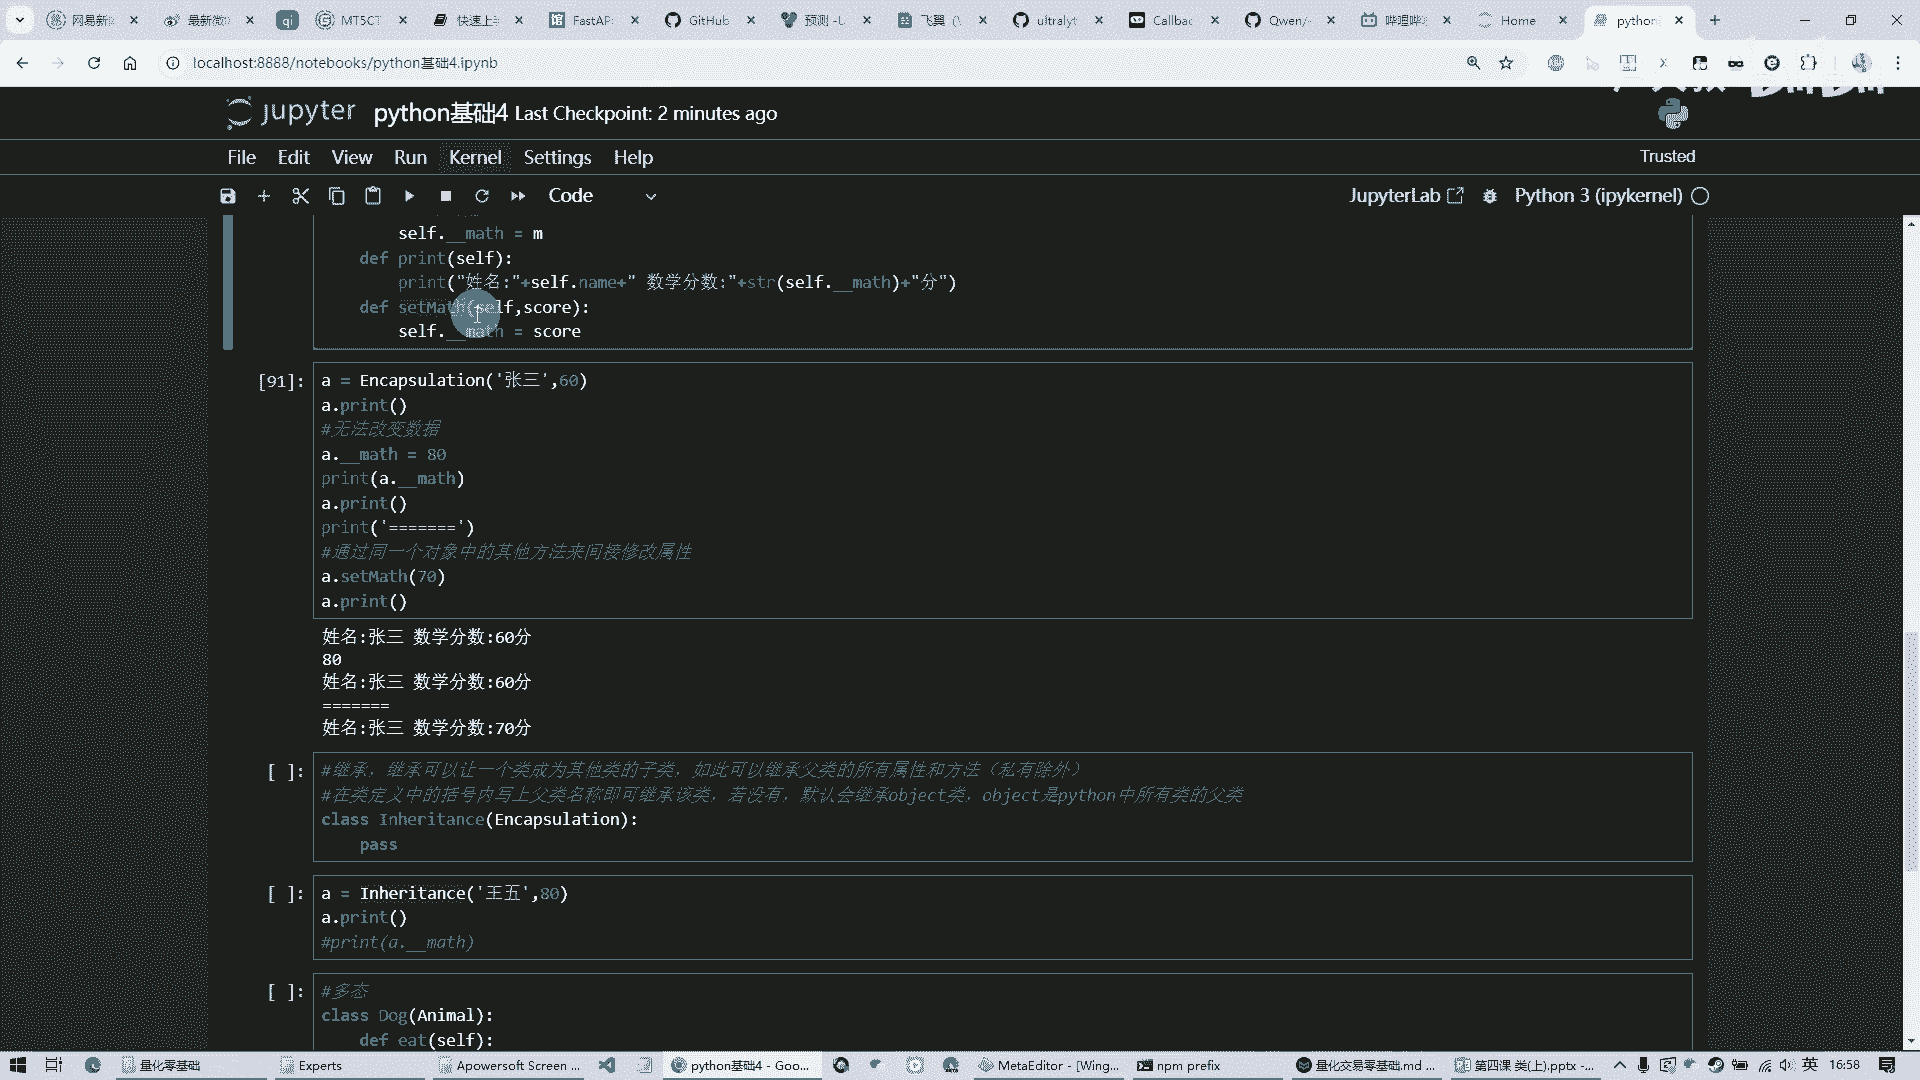 网易新
最新微
qi
MT5CT
快速上
FastAP
GitHub
预测 - U
飞翼 (\
ultralyt
Callbac
Qwen/
哔哩哔
Home
python
localhost:8888/notebooks/python基础4.ipynb
jupyter python基础4 Last Checkpoint: 2 minutes ago
File Edit View Run Kernel Settings Help
Trusted
Code
JupyterLab
Python 3 (ipykernel)
self.__math = m
def print(self):
print("姓名:"+self.name+" 数学分数:"+str(self.__math)+"分")
def setMath(self,score):
self.__math = score
[91]:
a = Encapsulation('张三',60)
a.print()
#无法改变数据
a.__math = 80
print(a.__math)
a.print()
print('=======')
#通过同一个对象中的其他方法来间接修改属性
a.setMath(70)
a.print()
姓名:张三 数学分数:60分
80
姓名:张三 数学分数:60分
=======
姓名:张三 数学分数:70分
[ ]:
#继承，继承可以让一个类成为其他类的子类，如此可以继承父类的所有属性和方法（私有除外）
#在类定义中的括号内写上父类名称即可继承该类，若没有，默认会继承object类，object是python中所有类的父类
class Inheritance(Encapsulation):
pass
[ ]:
a = Inheritance('王五',80)
a.print()
#print(a.__math)
[ ]:
#多态
class Dog(Animal):
def eat(self):
量化零基础
Experts
Apowersoft Screen ...
python基础4 - Goo...
MetaEditor - [Wing...
npm prefix
量化交易零基础.md ...
第四课 类(上).pptx -...
英
16:58